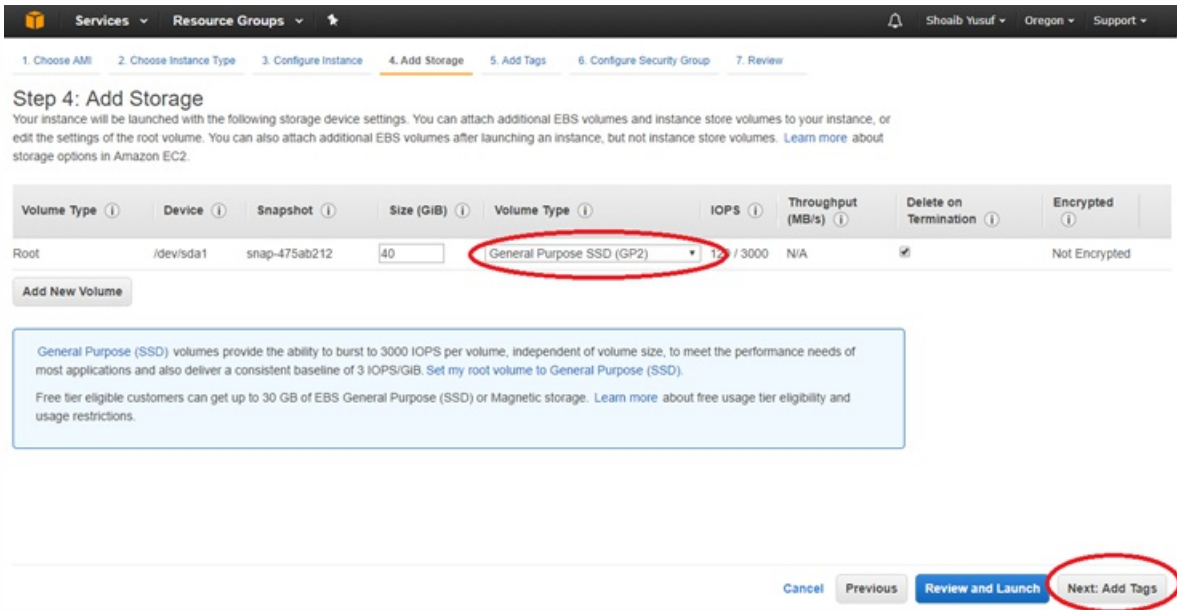 Services Resource Groups Shoaib Yusuf Oregon Support
1. Choose AMI 2. Choose Instance Type 3. Configure Instance 4. Add Storage 5. Add Tags 6. Configure Security Group 7. Review
Step 4: Add Storage
Your instance will be launched with the following storage device settings. You can attach additional EBS volumes and instance store volumes to your instance, or
edit the settings of the root volume. You can also attach additional EBS volumes after launching an instance, but not instance store volumes. Learn more about
storage options in Amazon EC2.
Volume Type Device Snapshot Size (GiB) Volume Type IOPS Throughput (MB/s) Delete on Termination Encrypted
Root /dev/sda1 snap-475ab212 40 General Purpose SSD (GP2) / 3000 N/A Not Encrypted
Add New Volume
General Purpose (SSD) volumes provide the ability to burst to 3000 IOPS per volume, independent of volume size, to meet the performance needs of
most applications and also deliver a consistent baseline of 3 IOPS/GiB. Set my root volume to General Purpose (SSD).
Free tier eligible customers can get up to 30 GB of EBS General Purpose (SSD) or Magnetic storage. Learn more about free usage tier eligibility and
usage restrictions.
Cancel Previous Review and Launch Next: Add Tags